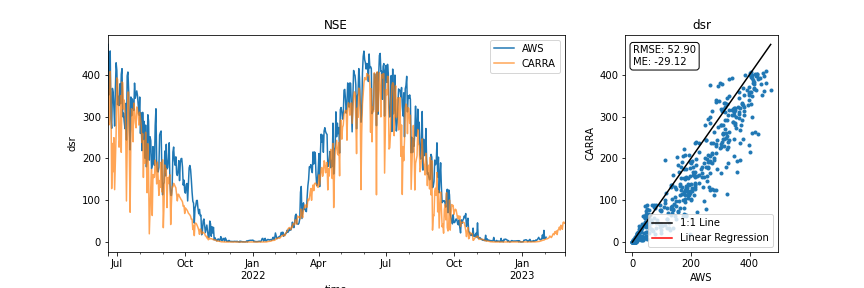 NSE
dsr
AWS
CARRA
400
300
200
100
0
dsr
Jul
Oct
Jan
2022
Apr
Jul
Oct
Jan
2023
time
dsr
RMSE: 52.90
ME: -29.12
400
300
200
100
0
CARRA
1:1 Line
Linear Regression
0
200
400
AWS